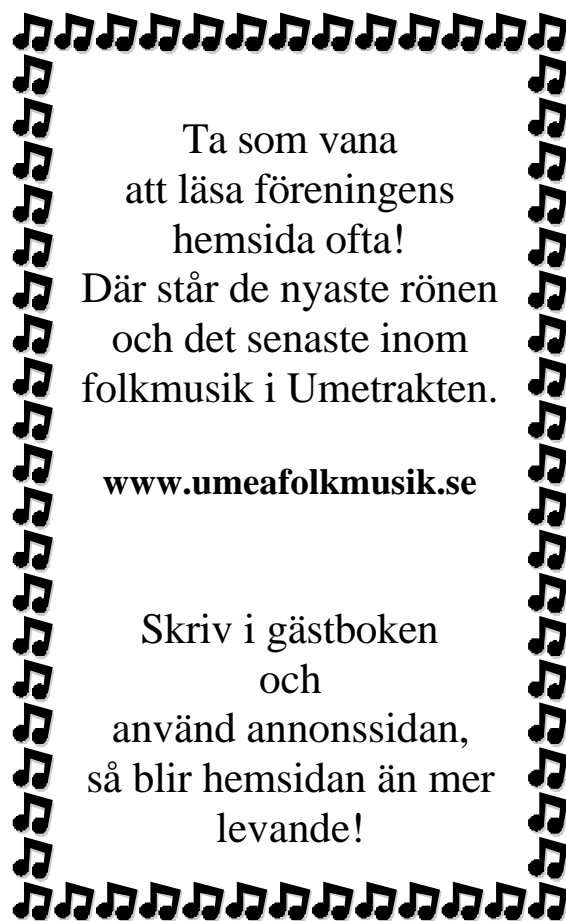 Ta som vana
att läsa föreningens
hemsida ofta!
Där står de nyaste rönen
och det senaste inom
folkmusik i Umetrakten.
www.umeafolkmusik.se
Skriv i gästboken
och
använd annonssidan,
så blir hemsidan än mer
levande!